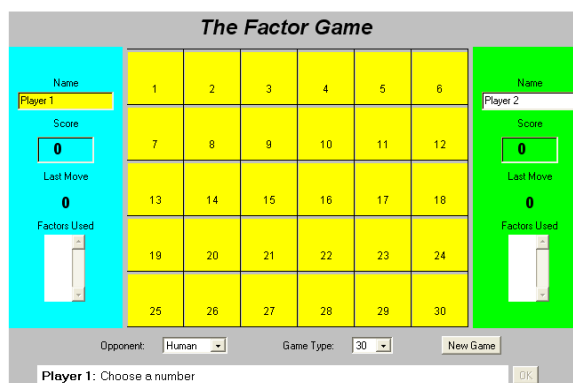 The Factor Game
Name
Player 1
Score
0
Last Move
0
Factors Used
1 2 3 4 5 6
7 8 9 10 11 12
13 14 15 16 17 18
19 20 21 22 23 24
25 26 27 28 29 30
Name
Player 2
Score
0
Last Move
0
Factors Used
Opponent: Human Game Type: 30 New Game
Player 1: Choose a number OK